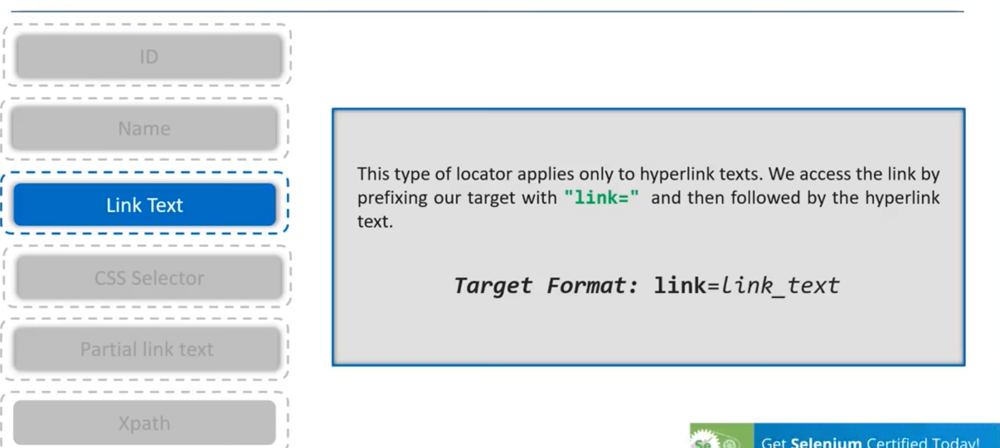 ID
Name
Link Text
CSS Selector
Partial link text
Xpath
This type of locator applies only to hyperlink texts. We access the link by
prefixing our target with "link=" and then followed by the hyperlink
text.
Target Format: link=link_text
Se
Get Selenium Certified Today!